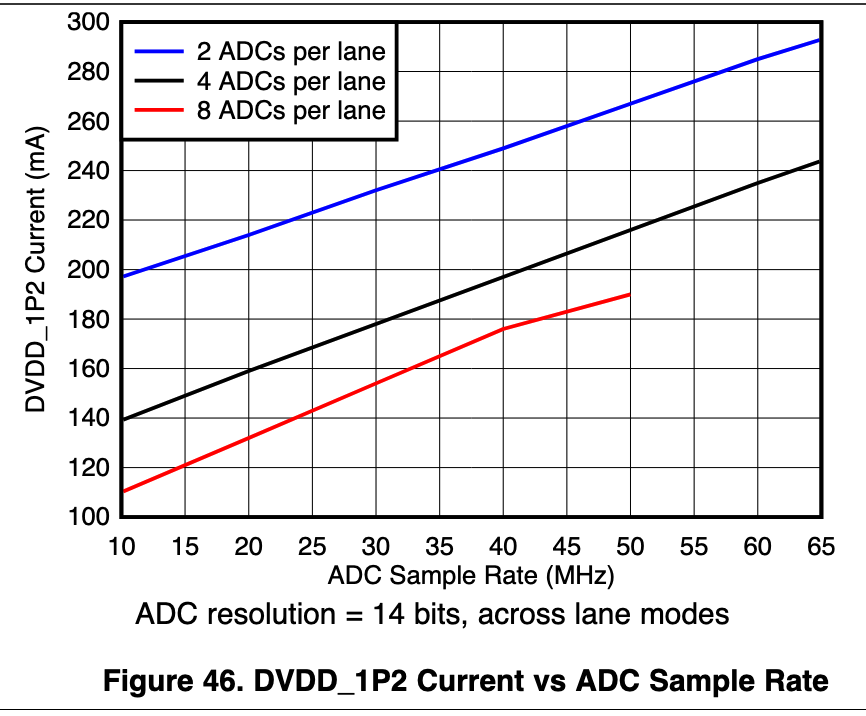 300
280
260
240
220
200
180
160
140
120
100
DVDD_1P2 Current (mA)
2 ADCs per lane
4 ADCs per lane
8 ADCs per lane
10 15 20 25 30 35 40 45 50 55 60 65
ADC Sample Rate (MHz)
ADC resolution = 14 bits, across lane modes
Figure 46. DVDD_1P2 Current vs ADC Sample Rate